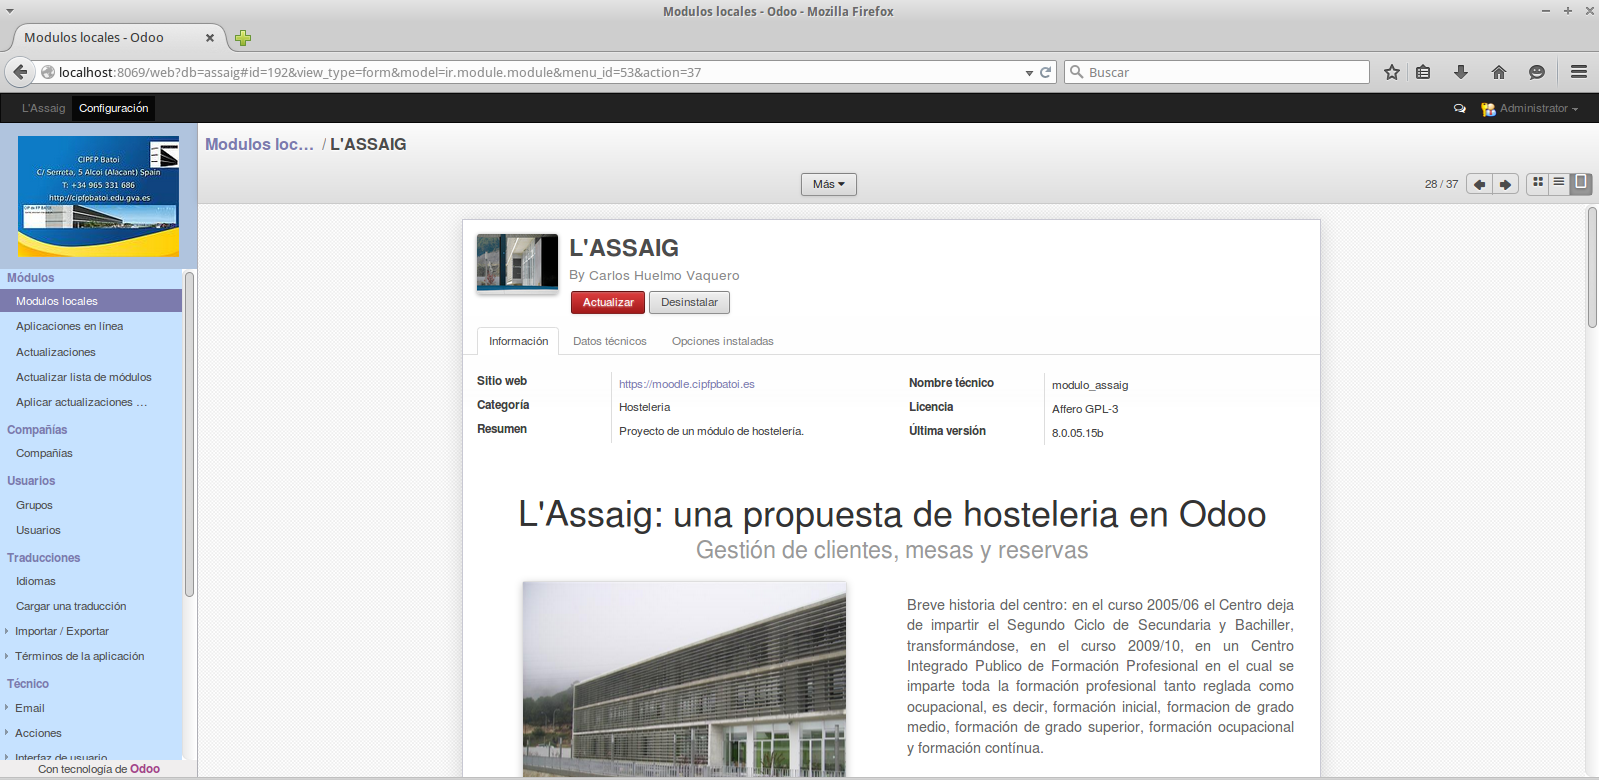 Modulos locales - Odoo - Mozilla Firefox
Modulos locales - Odoo
localhost:8069/web?db=assaig#id=192&view_type=form&model=ir.module.module&menu_id=53&action=37
Buscar
L'Assaig
Configuración
Administrator
CIPFP Batoi
C/ Serreta, 5 Alcoi (Alacant) Spain
T: +34 965 331 686
http://cipfpbatoi.edu.gva.es
Módulos
Modulos locales
Aplicaciones en línea
Actualizaciones
Actualizar lista de módulos
Aplicar actualizaciones ...
Compañías
Compañías
Usuarios
Grupos
Usuarios
Traducciones
Idiomas
Cargar una traducción
Importar / Exportar
Términos de la aplicación
Técnico
Email
Acciones
Interfaz de usuario
Con tecnología de Odoo
Modulos loc... / L'ASSAIG
Más
28 / 37
L'ASSAIG
By Carlos Huelmo Vaquero
Actualizar
Desinstalar
Información
Datos técnicos
Opciones instaladas
Sitio web
https://moodle.cipfpbatoi.es
Categoría
Hosteleria
Resumen
Proyecto de un módulo de hostelería.
Nombre técnico
modulo_assaig
Licencia
Affero GPL-3
Última versión
8.0.05.15b
L'Assaig: una propuesta de hosteleria en Odoo
Gestión de clientes, mesas y reservas
Breve historia del centro: en el curso 2005/06 el Centro deja
de impartir el Segundo Ciclo de Secundaria y Bachiller,
transformándose, en el curso 2009/10, en un Centro
Integrado Publico de Formación Profesional en el cual se
imparte toda la formación profesional tanto reglada como
ocupacional, es decir, formación inicial, formacion de grado
medio, formación de grado superior, formación ocupacional
y formación contínua.